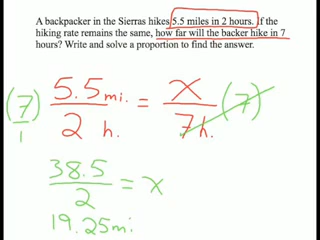 A backpacker in the Sierras hikes 5.5 miles in 2 hours. If the
hiking rate remains the same, how far will the backer hike in 7
hours? Write and solve a proportion to find the answer.
(7)/1 5.5 mi. / 2 h. = x / 7h. (7)
38.5 / 2 = x
19.25 mi.